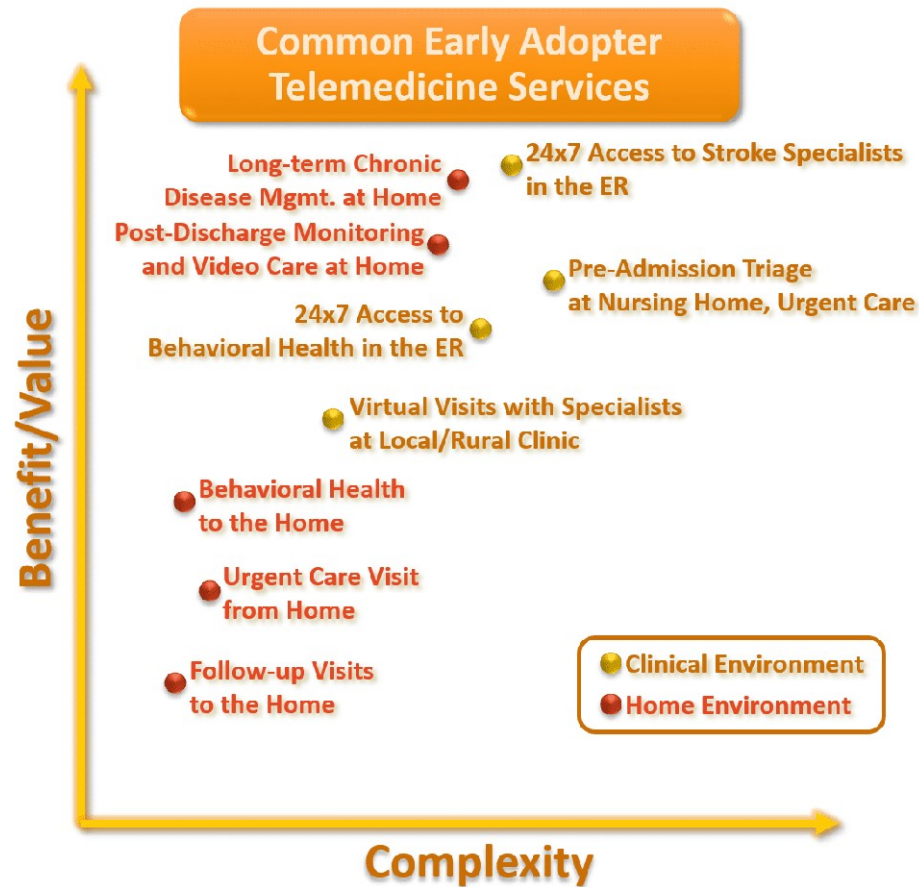 Common Early Adopter
Telemedicine Services
Long-term Chronic
Disease Mgmt. at Home
24x7 Access to Stroke Specialists
in the ER
Post-Discharge Monitoring
and Video Care at Home
Pre-Admission Triage
at Nursing Home, Urgent Care
24x7 Access to
Behavioral Health in the ER
Virtual Visits with Specialists
at Local/Rural Clinic
Behavioral Health
to the Home
Urgent Care Visit
from Home
Follow-up Visits
to the Home
Clinical Environment
Home Environment
Benefit/Value
Complexity